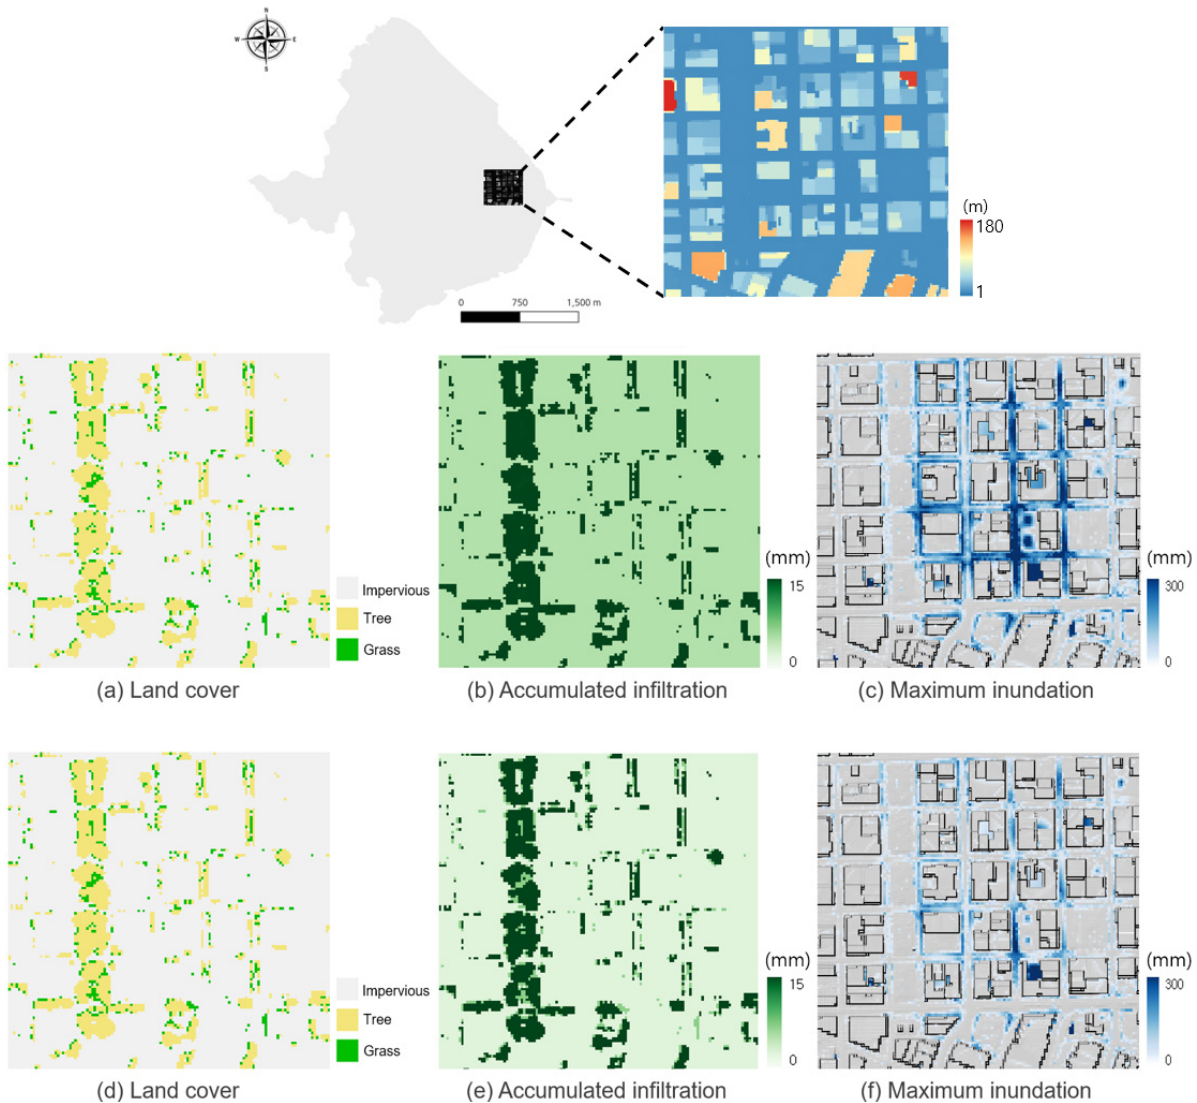 N
W E
S
0 750 1,500 m
(m)
180
1
Impervious
Tree
Grass
(mm)
15
0
(mm)
300
0
(a) Land cover
(b) Accumulated infiltration
(c) Maximum inundation
Impervious
Tree
Grass
(mm)
15
0
(mm)
300
0
(d) Land cover
(e) Accumulated infiltration
(f) Maximum inundation